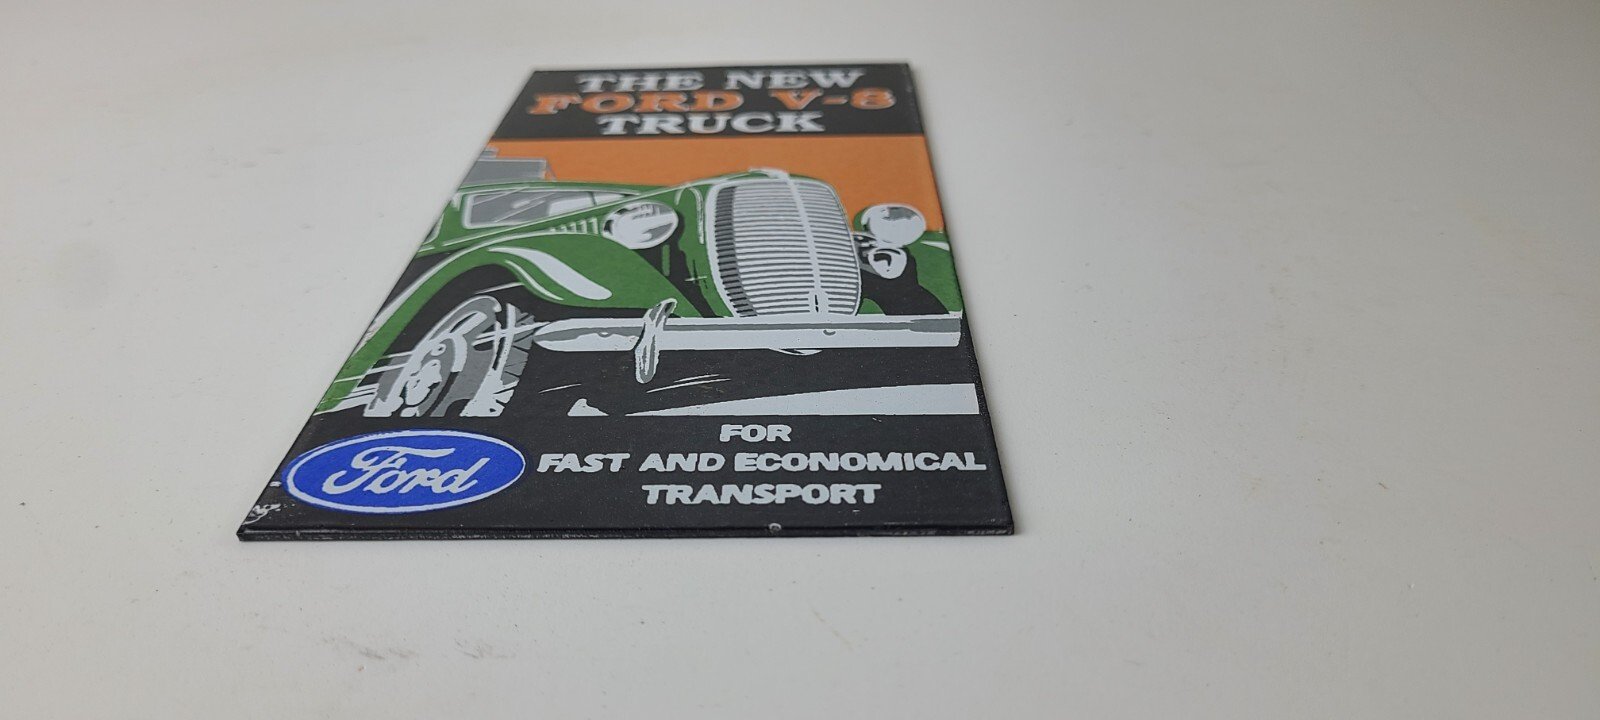 THE NEW
FORD V-8
TRUCK
Ford
FOR
FAST AND ECONOMICAL
TRANSPORT